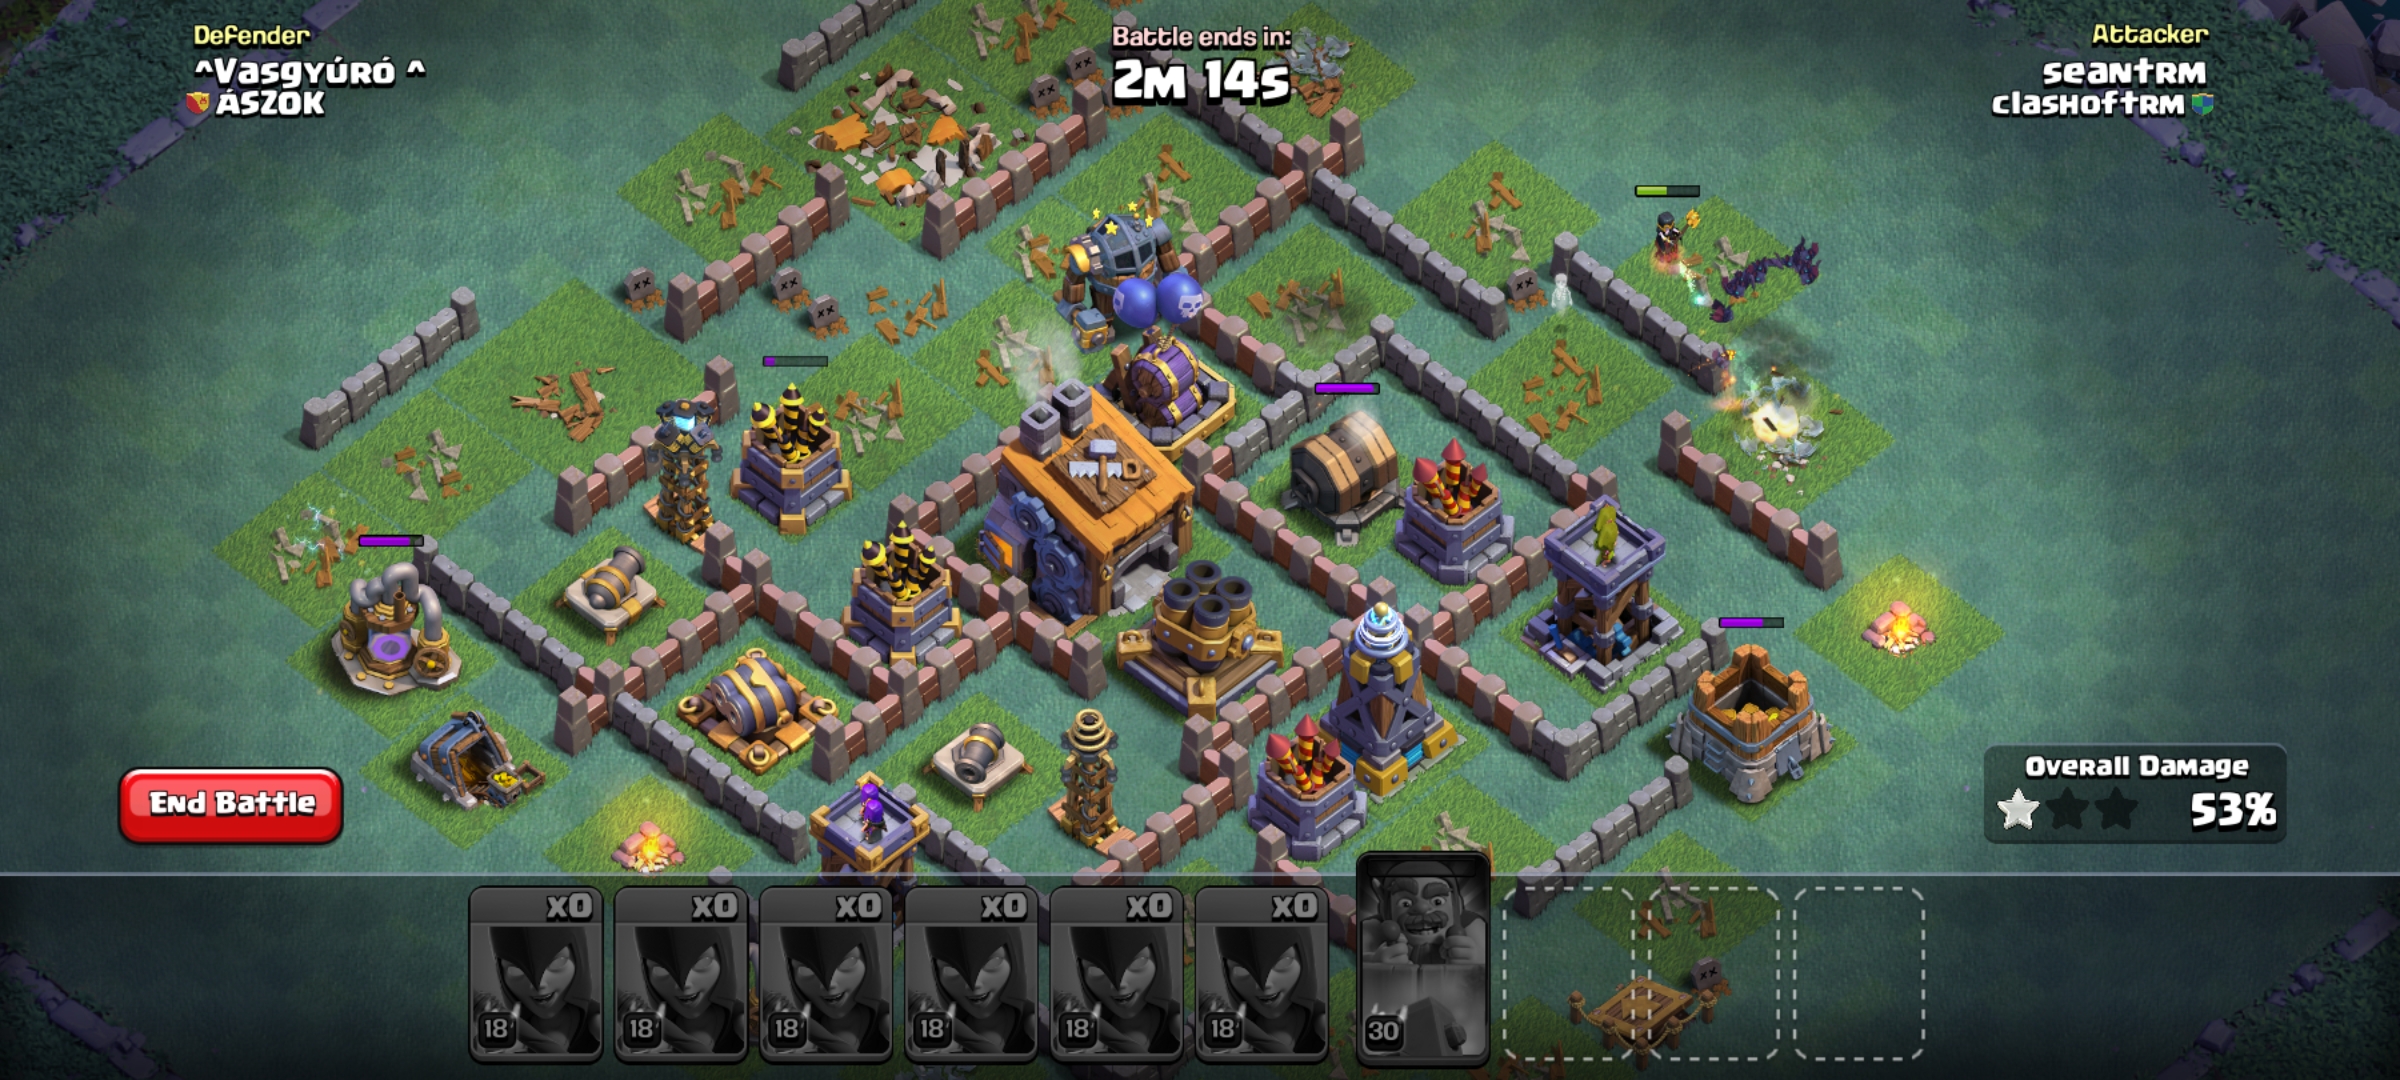 Defender
^Vasgyúró ^
ÁSZOK
Battle ends in:
2M 14s
Attacker
seantrm
clashoftrm
End Battle
Overall Damage
53%
x0
x0
x0
x0
x0
x0
18
18
18
18
18
18
30